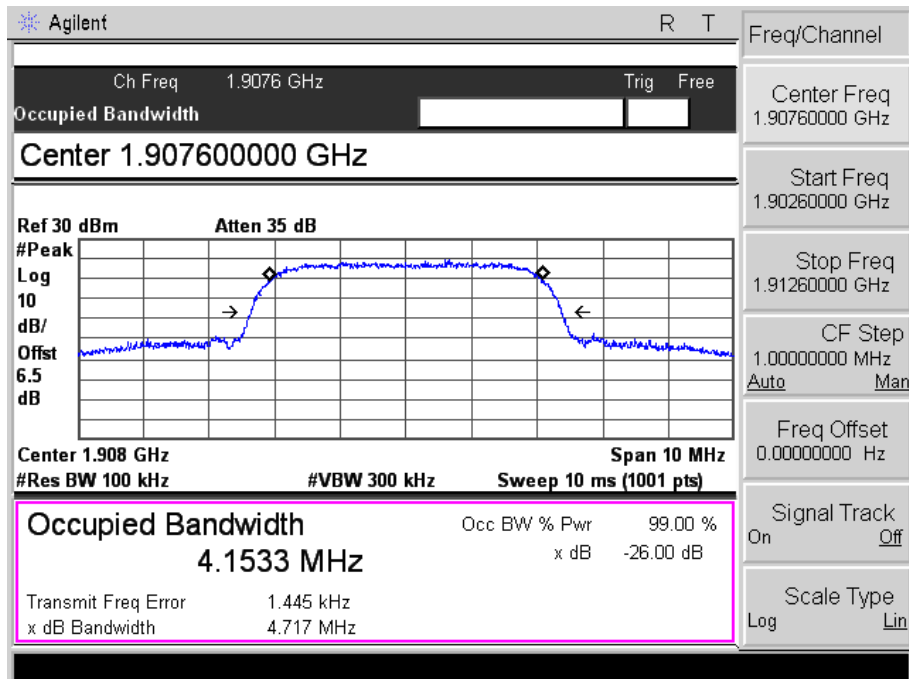 Agilent R T
Freq/Channel
Ch Freq 1.9076 GHz Trig Free
Occupied Bandwidth
Center 1.907600000 GHz
Center Freq
1.90760000 GHz
Start Freq
1.90260000 GHz
Stop Freq
1.91260000 GHz
CF Step
1.00000000 MHz
Auto Man
Freq Offset
0.00000000 Hz
Signal Track
On Off
Scale Type
Log Lin
Ref 30 dBm Atten 35 dB
#Peak
Log
10
dB/
Offst
6.5
dB
Center 1.908 GHz Span 10 MHz
#Res BW 100 kHz #VBW 300 kHz Sweep 10 ms (1001 pts)
Occupied Bandwidth Occ BW % Pwr 99.00 %
4.1533 MHz x dB -26.00 dB
Transmit Freq Error 1.445 kHz
x dB Bandwidth 4.717 MHz